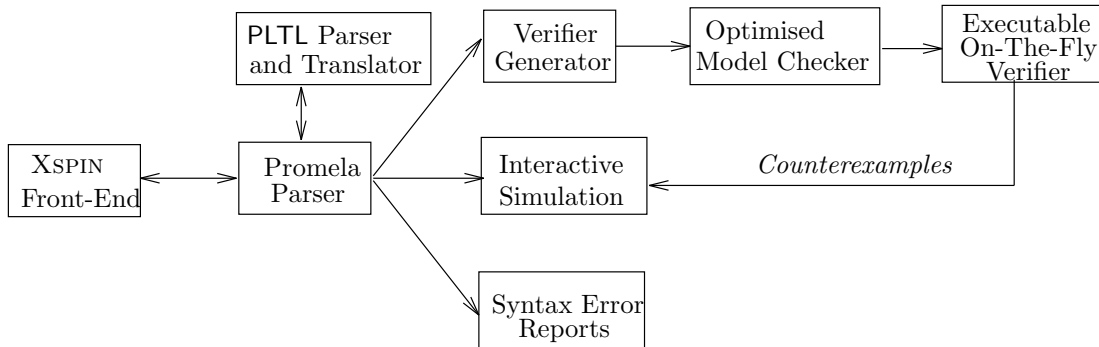 PLTL Parser
and Translator
Verifier
Generator
Optimised
Model Checker
Executable
On-The-Fly
Verifier
XSPIN
Front-End
Promela
Parser
Interactive
Simulation
Counterexamples
Syntax Error
Reports